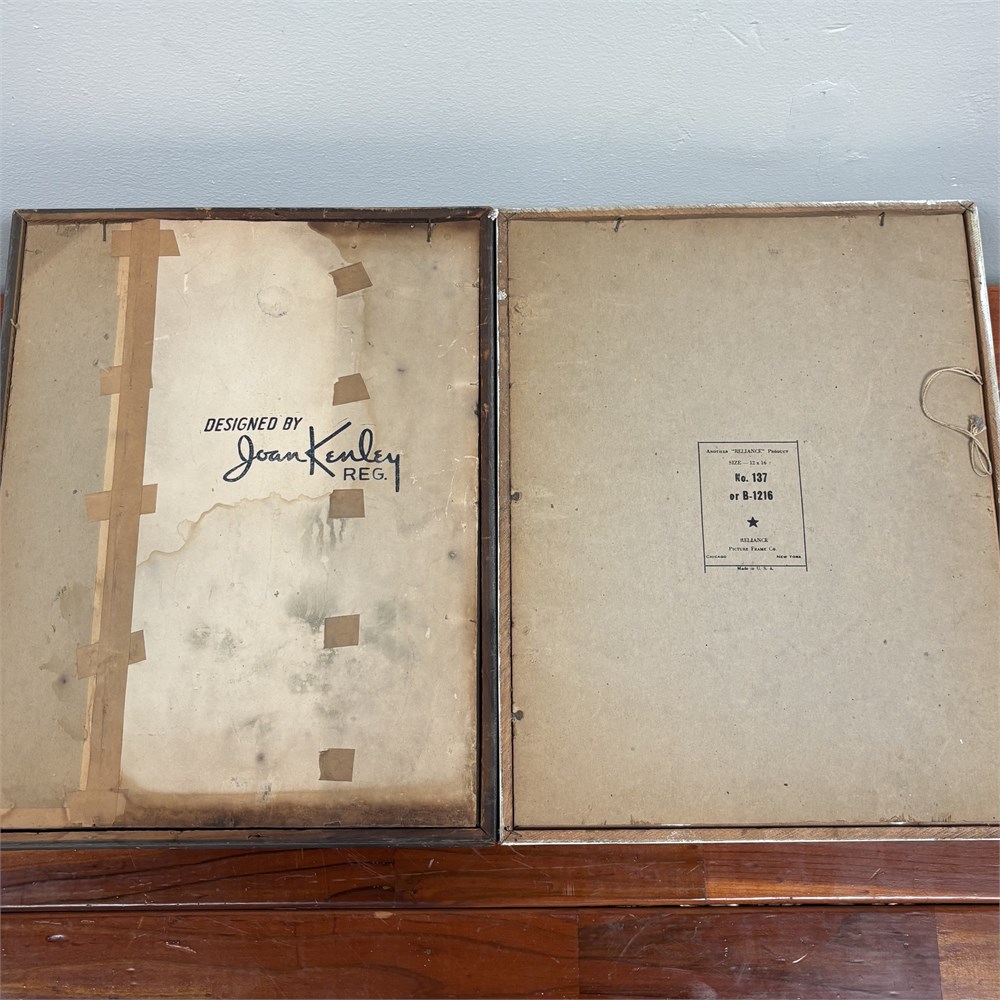 DESIGNED BY
Joan Kenley
REG.
ANOTHER "RELIANCE" PRODUCT
SIZE — 12 x 16
No. 137
or B-1216
RELIANCE
PICTURE FRAME CO
CHICAGO NEW YORK
Made in U. S. A.